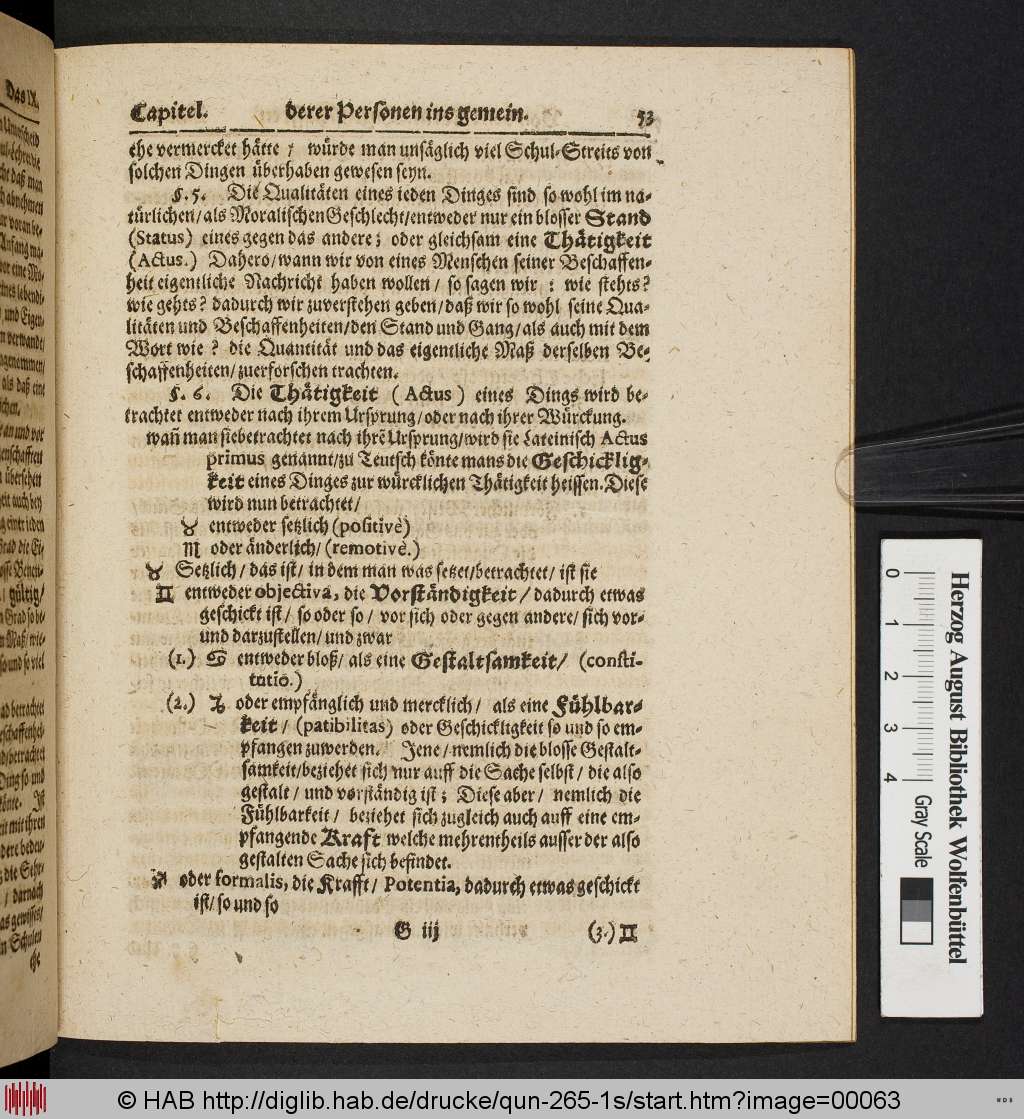 Das IX.
Capitel. derer Personen ins gemein. 53
ehe vermercket hätte / würde man unsäglich viel Schul-Streits von
solchen Dingen überhaben gewesen seyn.
§. 5. Die Qualitäten eines ieden Dinges sind so wohl im na-
türlichen/ als Moralischen Geschlecht/ entweder nur ein blosser Stand
(Status) eines gegen das andere; oder gleichsam eine Thätigkeit
(Actus.) Dahero/ wann wir von eines Menschen seiner Beschaffen-
heit eigentliche Nachricht haben wollen / so sagen wir : wie stehts?
wie gehts? dadurch wir zuverstehen geben/ daß wir so wohl seine Qua-
litäten und Beschaffenheiten/ den Stand und Gang/ als auch mit dem
Wort wie ? die Quantität und das eigentliche Maß derselben Be-
schaffenheiten/ zuerforschen trachten.
§. 6. Die Thätigkeit ( Actus ) eines Dings wird be-
trachtet entweder nach ihrem Ursprung/ oder nach ihrer Würckung.
wañ man sie betrachtet nach ihrē Ursprung/ wird sie Lateinisch Actus
primus genannt/ zu Teutsch könte mans die Geschicklig-
keit eines Dinges zur würcklichen Thätigkeit heissen. Diese
wird nun betrachtet/
♉ entweder setzlich (positivè)
♏ oder änderlich/ (remotivè.)
♉ Setzlich / das ist/ in dem man was setzet/ betrachtet/ ist sie
♊ entweder objectiva, die Vorständigkeit / dadurch etwas
geschickt ist/ so oder so / vor sich oder gegen andere/ sich vor-
und darzustellen/ und zwar
(1.) ♋ entweder bloß/ als eine Gestaltsamkeit/ (consti-
tutio.)
(2.) ♑ oder empfänglich und mercklich / als eine Fühlbar-
keit / (patibilitas) oder Geschickligkeit so und so em-
pfangen zuwerden. Jene / nemlich die blosse Gestalt-
samkeit/ beziehet sich nur auff die Sache selbst / die also
gestalt / und vorständig ist ; Diese aber / nemlich die
Fühlbarkeit / beziehet sich zugleich auch auff eine em-
pfangende Kraft welche mehrentheils ausser der also
gestalten Sache sich befindet.
♐ oder formalis, die Krafft/ Potentia, dadurch etwas geschickt
ist/ so und so
G iij (3.) ♊
0
1
2
3
4
Gray Scale
Herzog August Bibliothek Wolfenbüttel
© HAB http://diglib.hab.de/drucke/qun-265-1s/start.htm?image=00063